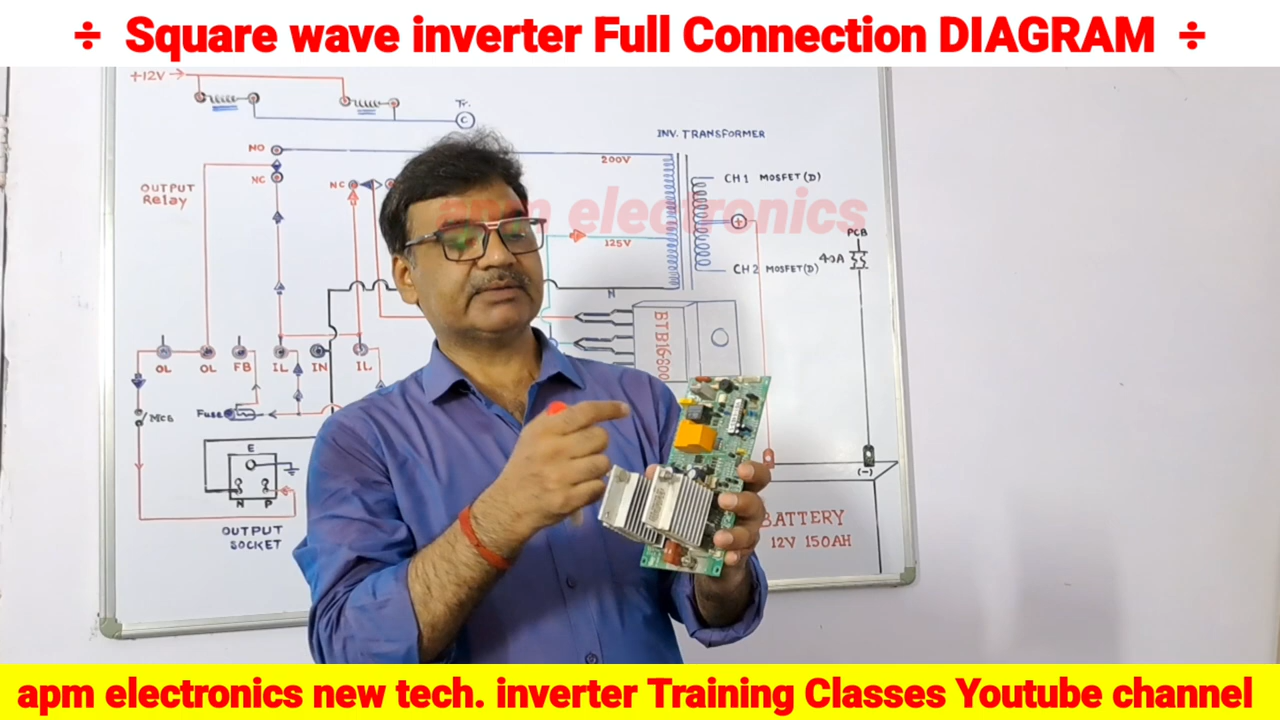 ÷ Square wave inverter Full Connection DIAGRAM ÷
+12V
Tr.
C
INV. TRANSFORMER
NO
200V
NC
NC
CH1 MOSFET(D)
OUTPUT
Relay
apm electronics
+
125V
PCB
40A
CH2 MOSFET(D)
N
BTB16-800
OL
OL
FB
IL
IN
IL
MCB
Fuse
E
N
P
(-)
OUTPUT
SOCKET
BATTERY
12V 150AH
apm electronics new tech. inverter Training Classes Youtube channel